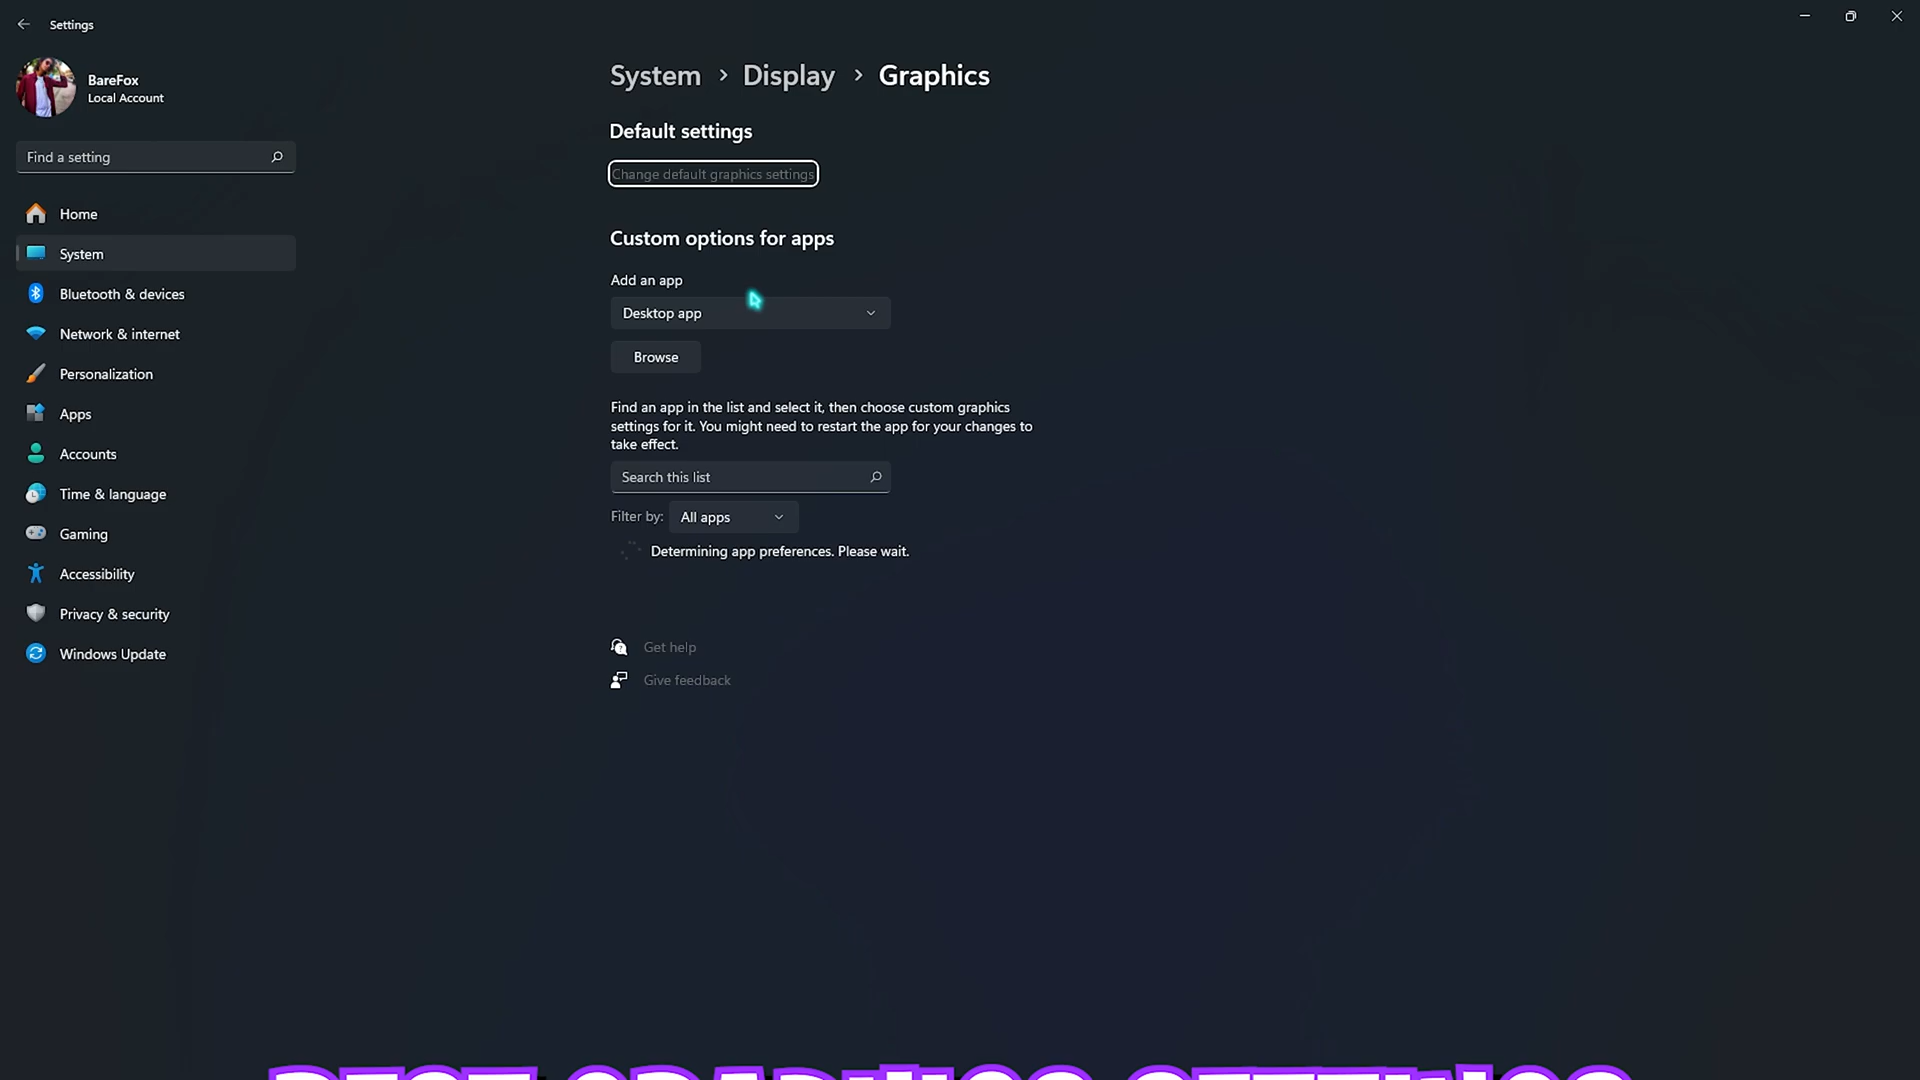 Settings
BareFox
Local Account
Find a setting
Home
System
Bluetooth & devices
Network & internet
Personalization
Apps
Accounts
Time & language
Gaming
Accessibility
Privacy & security
Windows Update
System > Display > Graphics
Default settings
Change default graphics settings
Custom options for apps
Add an app
Desktop app
Browse
Find an app in the list and select it, then choose custom graphics
settings for it. You might need to restart the app for your changes to
take effect.
Search this list
Filter by: All apps
Determining app preferences. Please wait.
Get help
Give feedback
BEST GRAPHICS SETTINGS